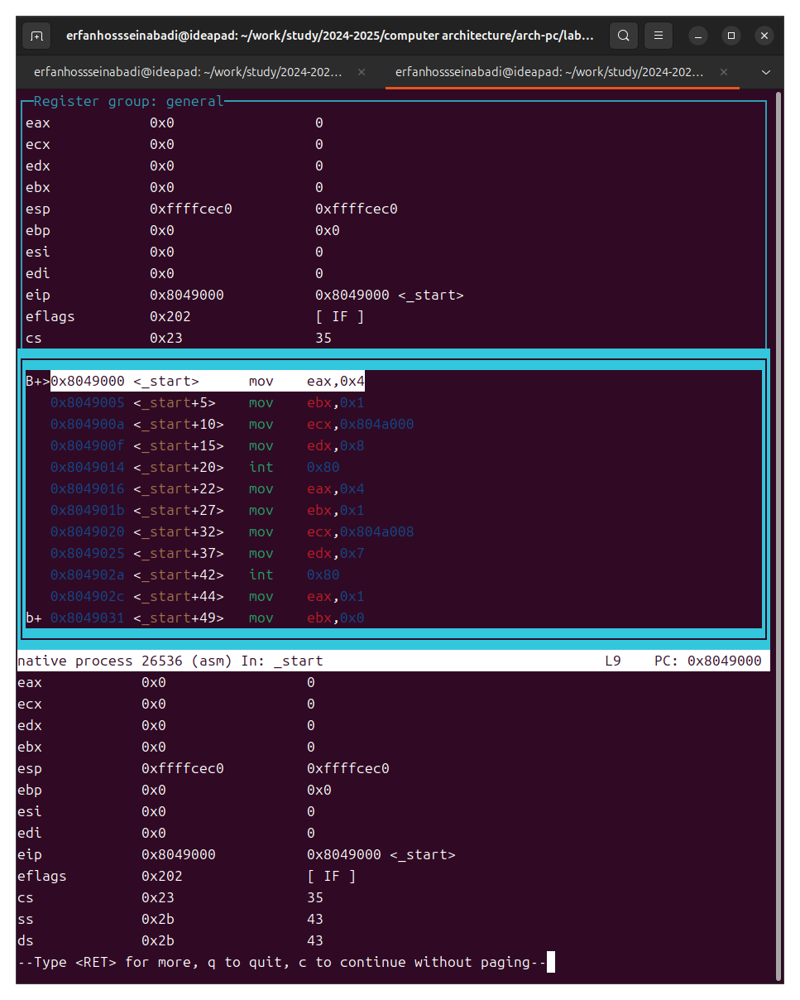 erfanhossseinabadi@ideapad: ~/work/study/2024-2025/computer architecture/arch-pc/lab...
erfanhossseinabadi@ideapad: ~/work/study/2024-202... × erfanhossseinabadi@ideapad: ~/work/study/2024-202... ×
Register group: general
eax 0x0 0
ecx 0x0 0
edx 0x0 0
ebx 0x0 0
esp 0xffffcec0 0xffffcec0
ebp 0x0 0x0
esi 0x0 0
edi 0x0 0
eip 0x8049000 0x8049000 <_start>
eflags 0x202 [ IF ]
cs 0x23 35
B+>0x8049000 <_start> mov eax,0x4
0x8049005 <_start+5> mov ebx,0x1
0x804900a <_start+10> mov ecx,0x804a000
0x804900f <_start+15> mov edx,0x8
0x8049014 <_start+20> int 0x80
0x8049016 <_start+22> mov eax,0x4
0x804901b <_start+27> mov ebx,0x1
0x8049020 <_start+32> mov ecx,0x804a008
0x8049025 <_start+37> mov edx,0x7
0x804902a <_start+42> int 0x80
0x804902c <_start+44> mov eax,0x1
b+ 0x8049031 <_start+49> mov ebx,0x0
native process 26536 (asm) In: _start L9 PC: 0x8049000
eax 0x0 0
ecx 0x0 0
edx 0x0 0
ebx 0x0 0
esp 0xffffcec0 0xffffcec0
ebp 0x0 0x0
esi 0x0 0
edi 0x0 0
eip 0x8049000 0x8049000 <_start>
eflags 0x202 [ IF ]
cs 0x23 35
ss 0x2b 43
ds 0x2b 43
--Type <RET> for more, q to quit, c to continue without paging--